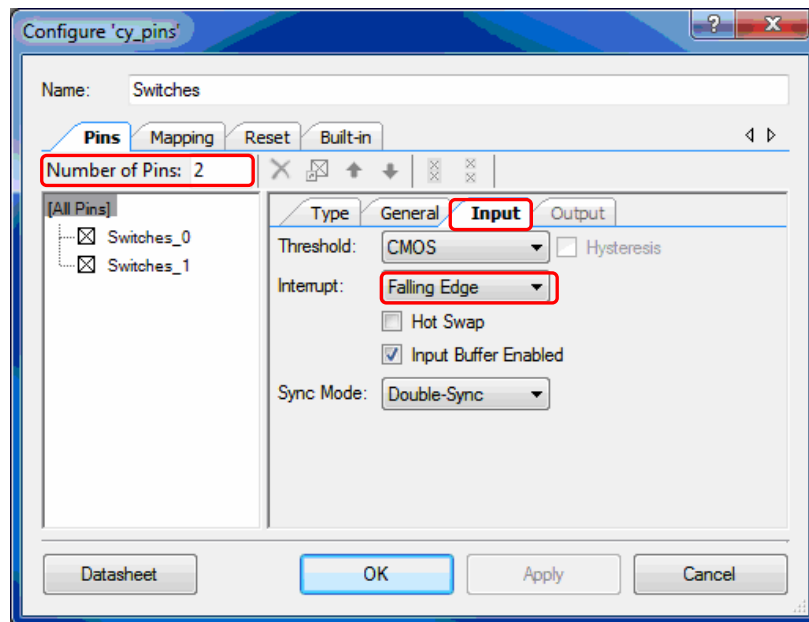 Configure 'cy_pins'
Name: Switches
Pins Mapping Reset Built-in
Number of Pins: 2
[All Pins]
Switches_0
Switches_1
Type General Input Output
Threshold: CMOS Hysteresis
Interrupt: Falling Edge
Hot Swap
Input Buffer Enabled
Sync Mode: Double-Sync
Datasheet OK Apply Cancel